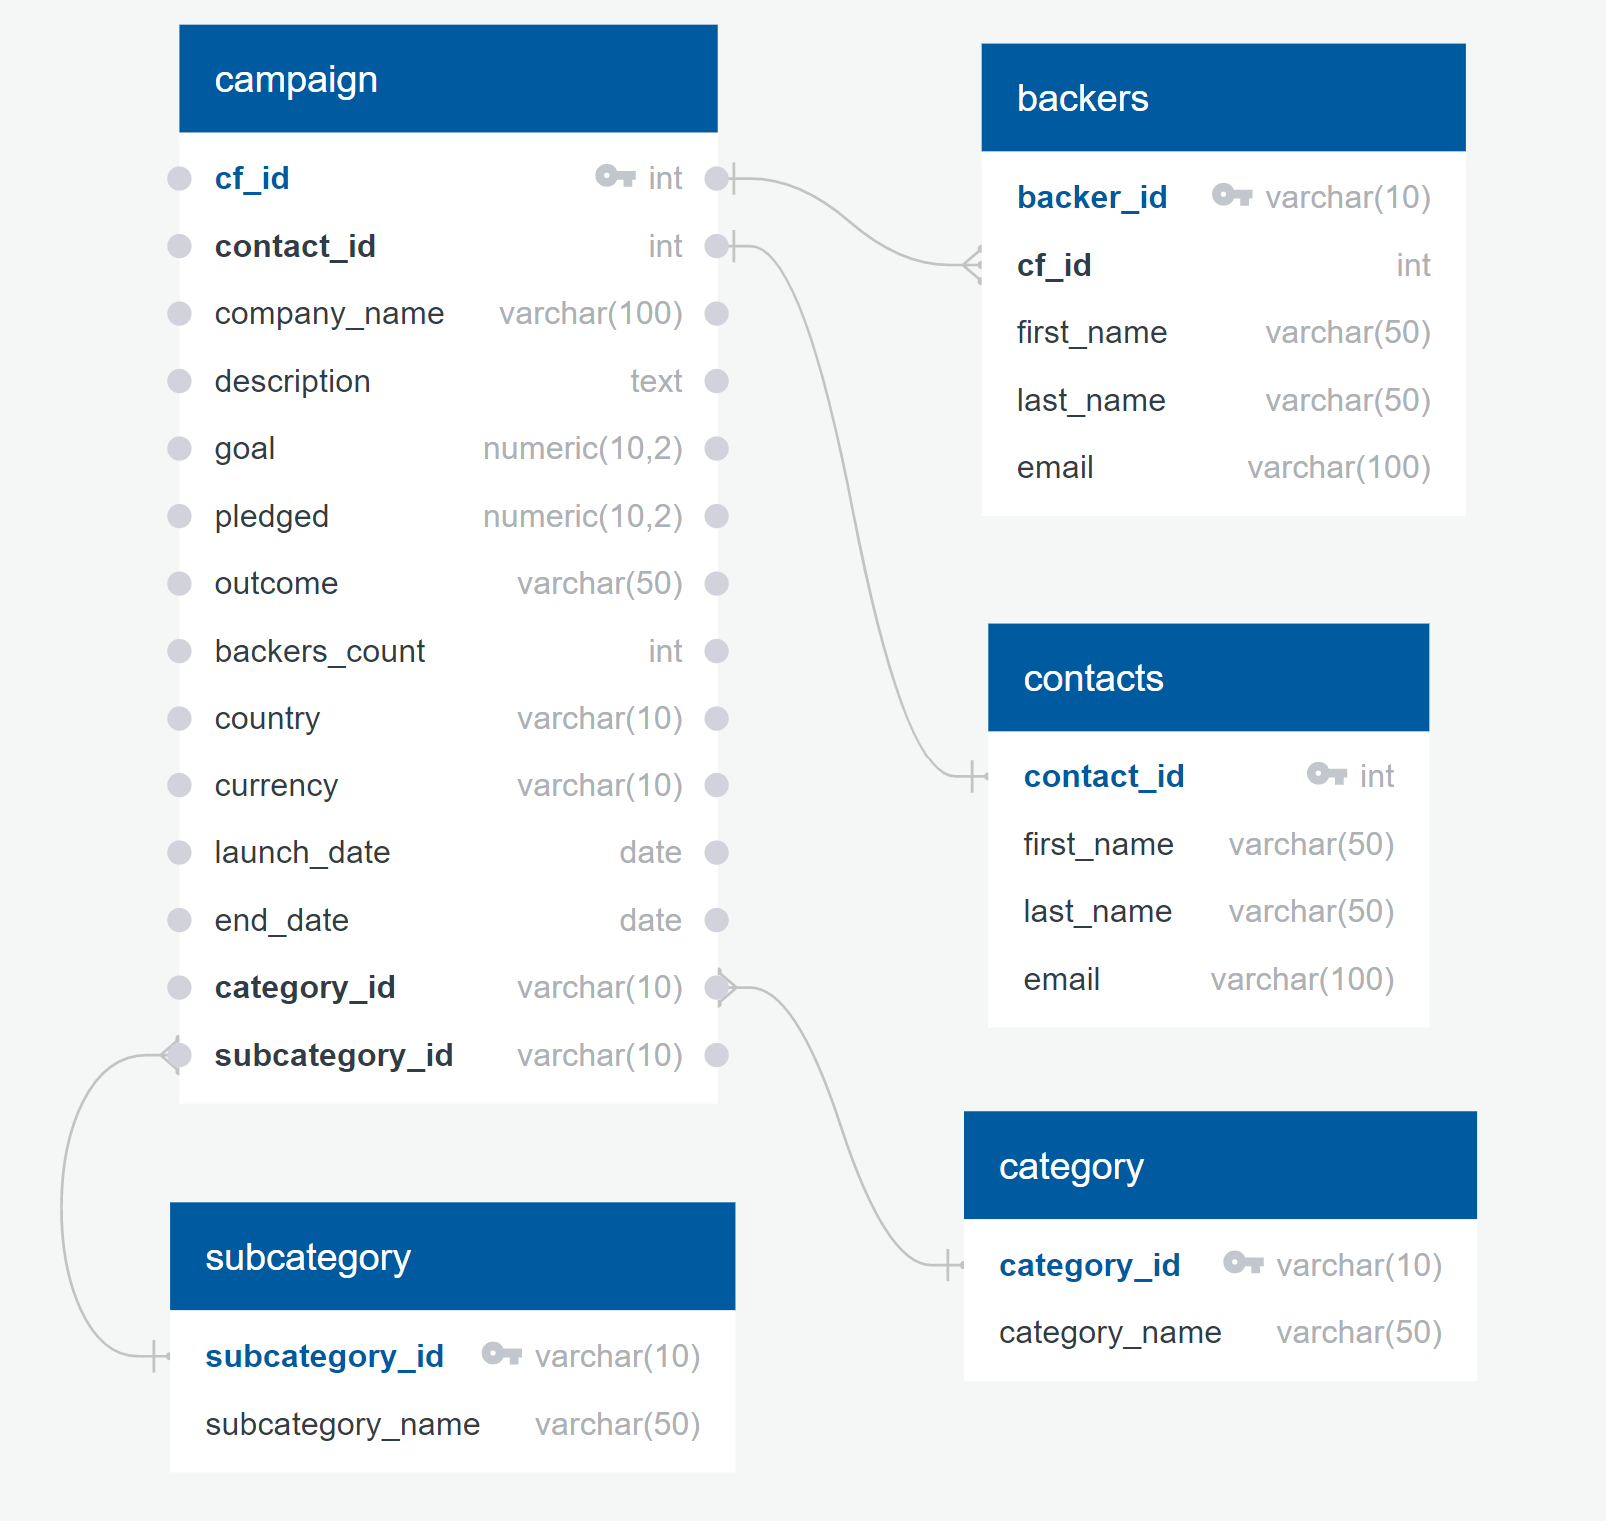 campaign
cf_id int
contact_id int
company_name varchar(100)
description text
goal numeric(10,2)
pledged numeric(10,2)
outcome varchar(50)
backers_count int
country varchar(10)
currency varchar(10)
launch_date date
end_date date
category_id varchar(10)
subcategory_id varchar(10)
backers
backer_id varchar(10)
cf_id int
first_name varchar(50)
last_name varchar(50)
email varchar(100)
contacts
contact_id int
first_name varchar(50)
last_name varchar(50)
email varchar(100)
category
category_id varchar(10)
category_name varchar(50)
subcategory
subcategory_id varchar(10)
subcategory_name varchar(50)